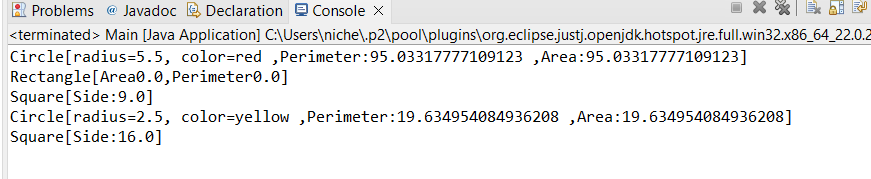 Problems Javadoc Declaration Console
<terminated> Main [Java Application] C:\Users\niche\.p2\pool\plugins\org.eclipse.justj.openjdk.hotspot.jre.full.win32.x86_64_22.0.2
Circle[radius=5.5, color=red ,Perimeter:95.03317777109123 ,Area:95.03317777109123]
Rectangle[Area0.0,Perimeter0.0]
Square[Side:9.0]
Circle[radius=2.5, color=yellow ,Perimeter:19.634954084936208 ,Area:19.634954084936208]
Square[Side:16.0]